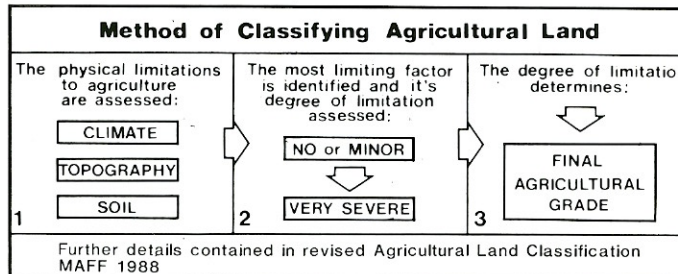 Method of Classifying Agricultural Land
The physical limitations
to agriculture
are assessed:
CLIMATE
TOPOGRAPHY
SOIL
1
The most limiting factor
is identified and it's
degree of limitation
assessed:
NO or MINOR
VERY SEVERE
2
The degree of limitatio
determines:
FINAL
AGRICULTURAL
GRADE
3
Further details contained in revised Agricultural Land Classification
MAFF 1988